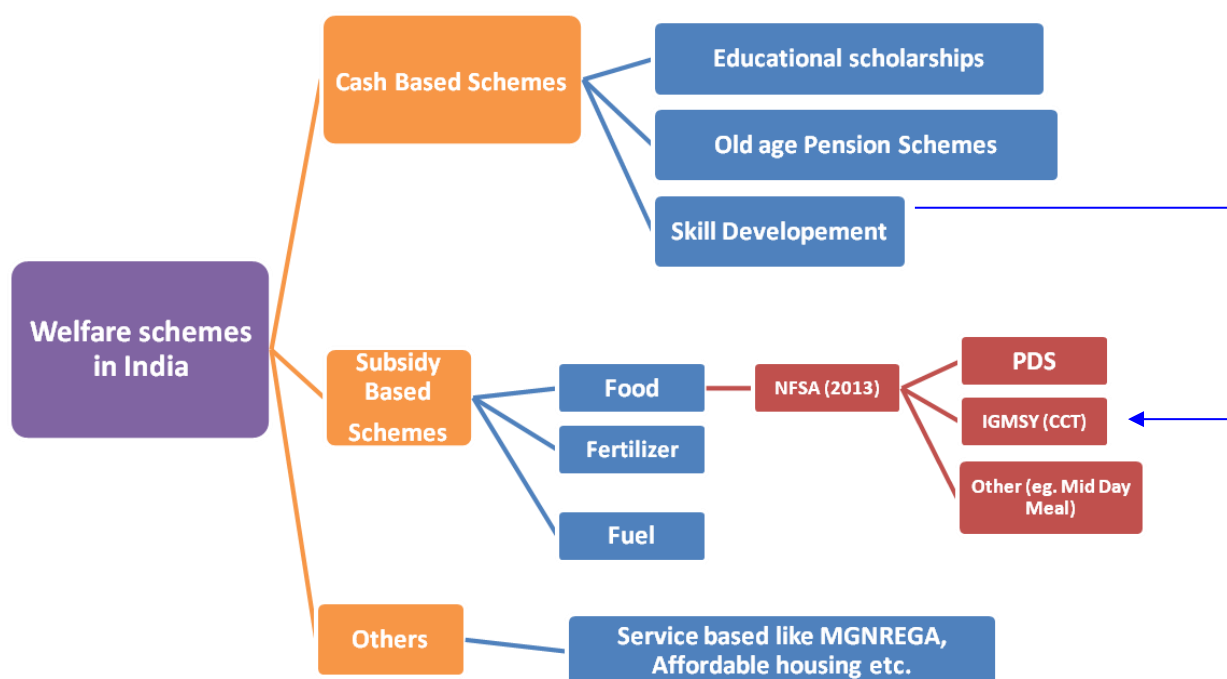 Cash Based Schemes
Educational scholarships
Old age Pension Schemes
Skill Developement
Welfare schemes
in India
Subsidy
Based
Schemes
Food
NFSA (2013)
PDS
IGMSY (CCT)
Other (eg. Mid Day
Meal)
Fertilizer
Fuel
Others
Service based like MGNREGA,
Affordable housing etc.